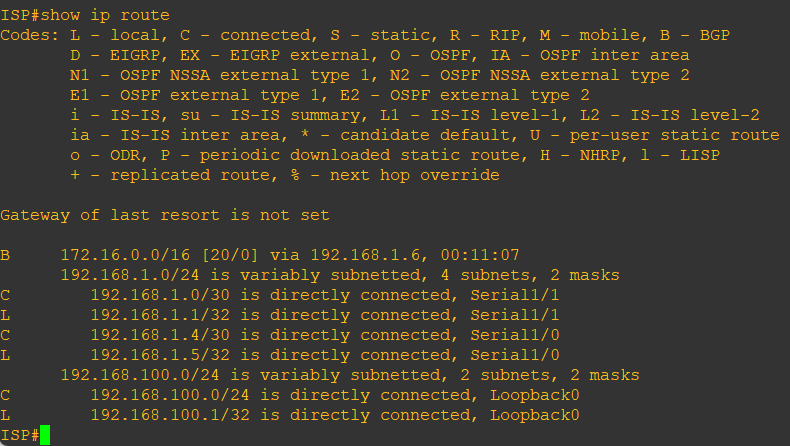 ISP#show ip route
Codes: L - local, C - connected, S - static, R - RIP, M - mobile, B - BGP
       D - EIGRP, EX - EIGRP external, O - OSPF, IA - OSPF inter area
       N1 - OSPF NSSA external type 1, N2 - OSPF NSSA external type 2
       E1 - OSPF external type 1, E2 - OSPF external type 2
       i - IS-IS, su - IS-IS summary, L1 - IS-IS level-1, L2 - IS-IS level-2
       ia - IS-IS inter area, * - candidate default, U - per-user static route
       o - ODR, P - periodic downloaded static route, H - NHRP, l - LISP
       + - replicated route, % - next hop override

Gateway of last resort is not set

B     172.16.0.0/16 [20/0] via 192.168.1.6, 00:11:07
      192.168.1.0/24 is variably subnetted, 4 subnets, 2 masks
C        192.168.1.0/30 is directly connected, Serial1/1
L        192.168.1.1/32 is directly connected, Serial1/1
C        192.168.1.4/30 is directly connected, Serial1/0
L        192.168.1.5/32 is directly connected, Serial1/0
      192.168.100.0/24 is variably subnetted, 2 subnets, 2 masks
C        192.168.100.0/24 is directly connected, Loopback0
L        192.168.100.1/32 is directly connected, Loopback0
ISP#